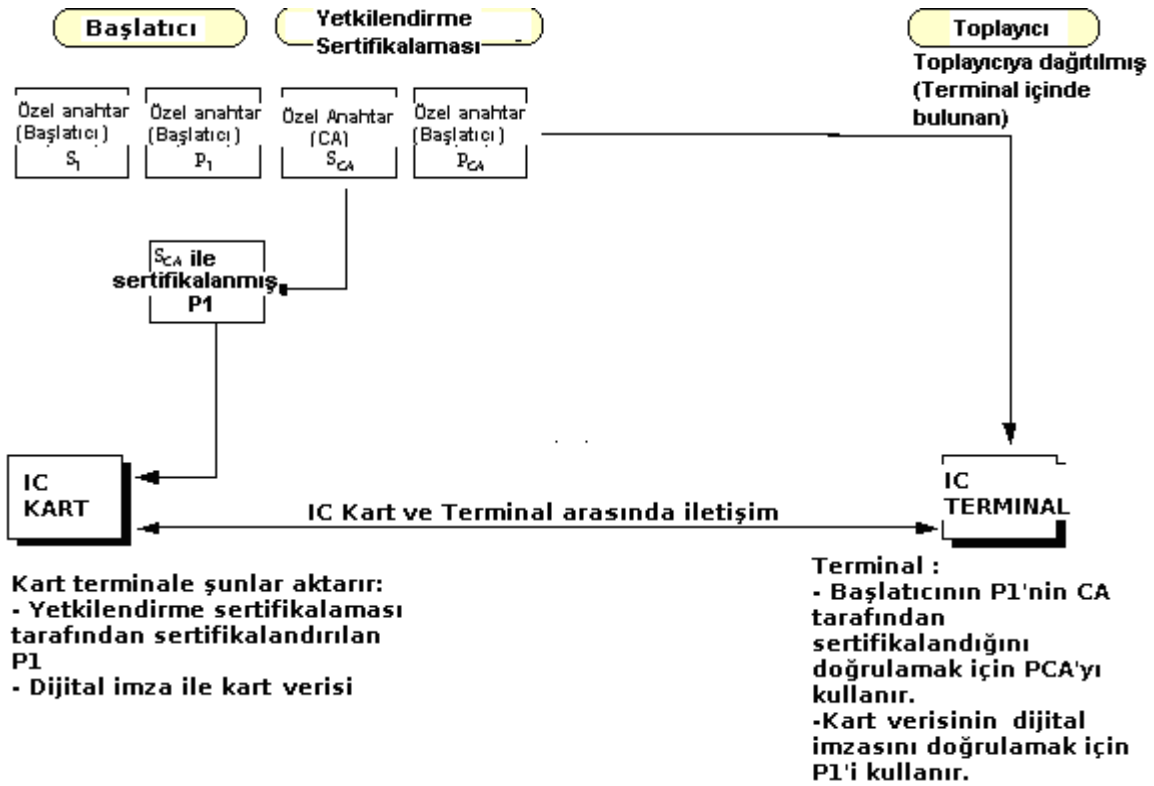 Başlatıcı
Yetkilendirme
Sertifikalaması
Toplayıcı
Toplayıcıya dağıtılmış
(Terminal içinde
bulunan)
Özel anahtar
(Başlatıcı)
S1
Özel anahtar
(Başlatıcı)
P1
Özel Anahtar
(CA)
SCA
Özel anahtar
(Başlatıcı)
PCA
SCA ile
sertifikalanmış
P1
IC
KART
IC Kart ve Terminal arasında iletişim
IC
TERMINAL
Kart terminale şunlar aktarır:
- Yetkilendirme sertifikalaması
tarafından sertifikalandırılan
P1
- Dijital imza ile kart verisi
Terminal :
- Başlatıcının P1'nin CA
tarafından
sertifikalandığını
doğrulamak için PCA'yı
kullanır.
-Kart verisinin dijital
imzasını doğrulamak için
P1'i kullanır.